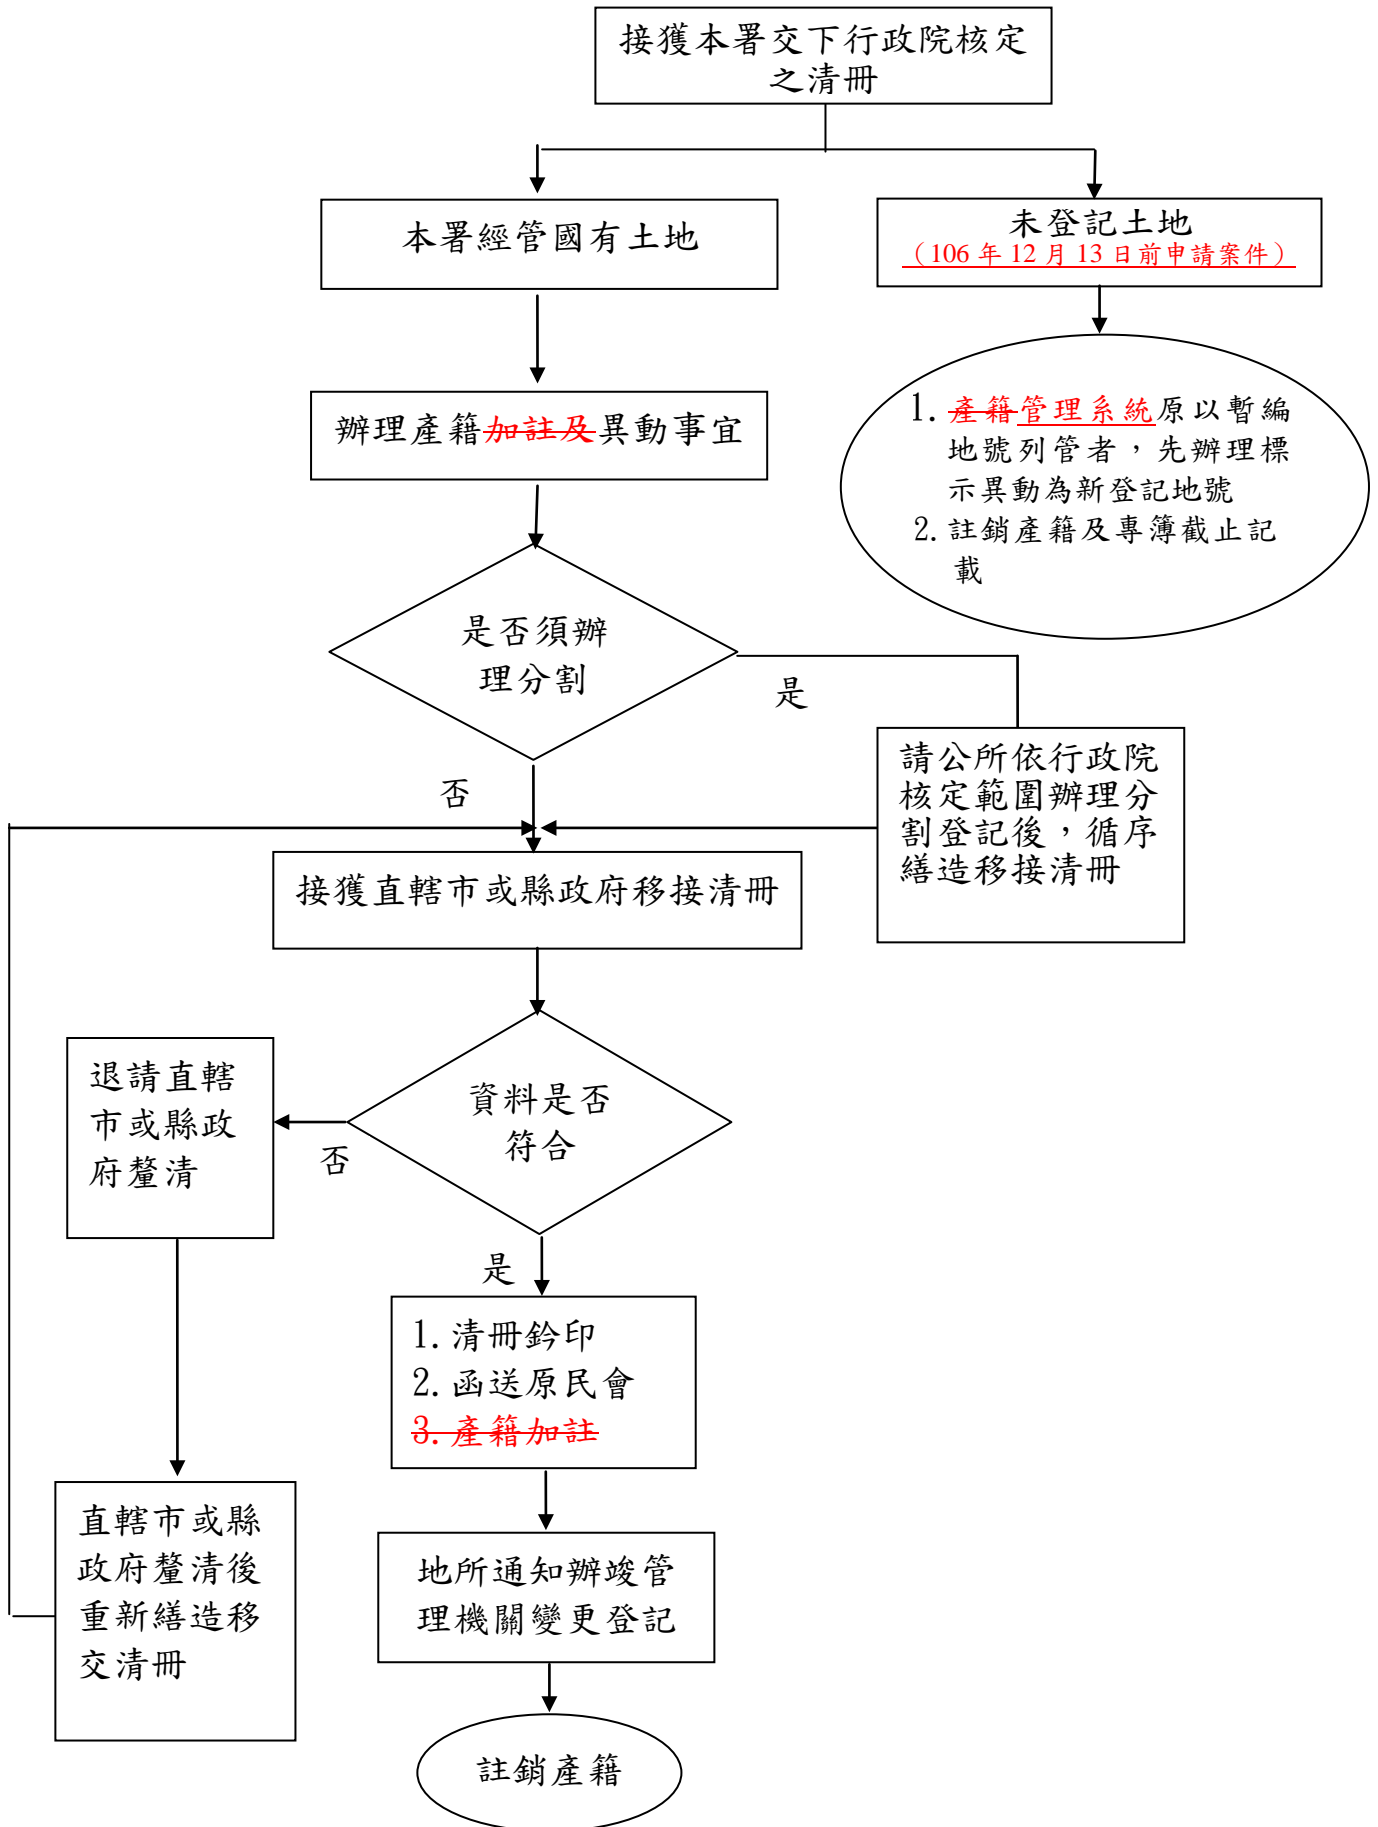 接獲本署交下行政院核定
之清冊
本署經管國有土地
未登記土地
（106 年 12 月 13 日前申請案件）
辦理產籍加註及異動事宜
1. 產籍管理系統原以暫編
地號列管者，先辦理標
示異動為新登記地號
2. 註銷產籍及專簿截止記
載
是否須辦
理分割
是
否
請公所依行政院
核定範圍辦理分
割登記後，循序
繕造移接清冊
接獲直轄市或縣政府移接清冊
資料是否
符合
否
是
退請直轄
市或縣政
府釐清
1. 清冊鈐印
2. 函送原民會
3. 產籍加註
直轄市或縣
政府釐清後
重新繕造移
交清冊
地所通知辦竣管
理機關變更登記
註銷產籍